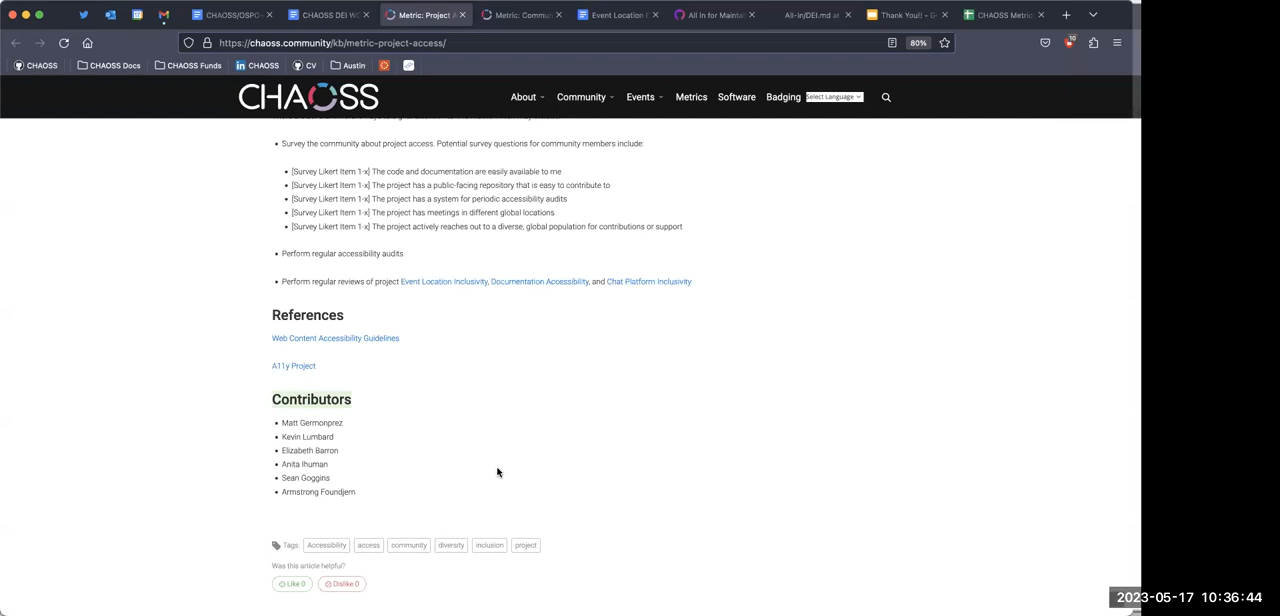 CHAOSS/OSPO
CHAOSS DEI WG
Metric: Project A
Metric: Commun
Event Location E
All In for Mainta
All-In/DEI.md at
Thank You!! - G
CHAOSS Metric
https://chaoss.community/kb/metric-project-access/
80%
10
CHAOSS
CHAOSS Docs
CHAOSS Funds
CHAOSS
CV
Austin
CHAOSS
About
Community
Events
Metrics
Software
Badging
Select Language
• Survey the community about project access. Potential survey questions for community members include:
• [Survey Likert Item 1-x] The code and documentation are easily available to me
• [Survey Likert Item 1-x] The project has a public-facing repository that is easy to contribute to
• [Survey Likert Item 1-x] The project has a system for periodic accessibility audits
• [Survey Likert Item 1-x] The project has meetings in different global locations
• [Survey Likert Item 1-x] The project actively reaches out to a diverse, global population for contributions or support
• Perform regular accessibility audits
• Perform regular reviews of project Event Location Inclusivity, Documentation Accessibility, and Chat Platform Inclusivity
References
Web Content Accessibility Guidelines
A11y Project
Contributors
• Matt Germonprez
• Kevin Lumbard
• Elizabeth Barron
• Anita Ihuman
• Sean Goggins
• Armstrong Foundjem
Tags: Accessibility access community diversity inclusion project
Was this article helpful?
Like 0
Dislike 0
2023-05-17 10:36:44